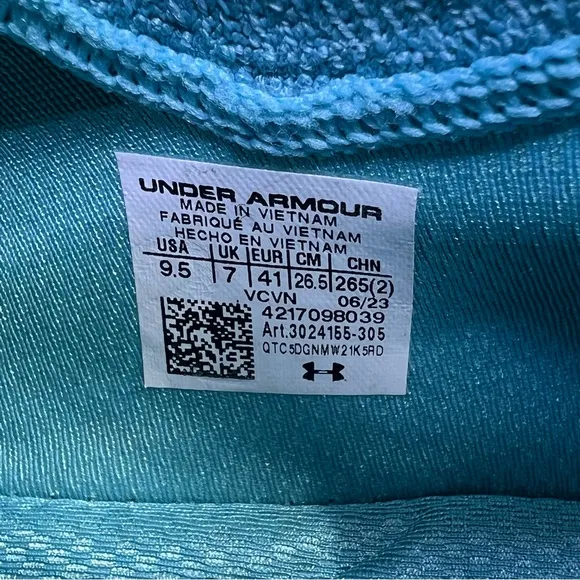 UNDER ARMOUR
MADE IN VIETNAM
FABRIQUÉ AU VIETNAM
HECHO EN VIETNAM
USA UK EUR CM CHN
9.5 7 41 26.5 265(2)
VCVN 06/23
4217098039
Art.3024155-305
QTC5DGNMW21K5RD